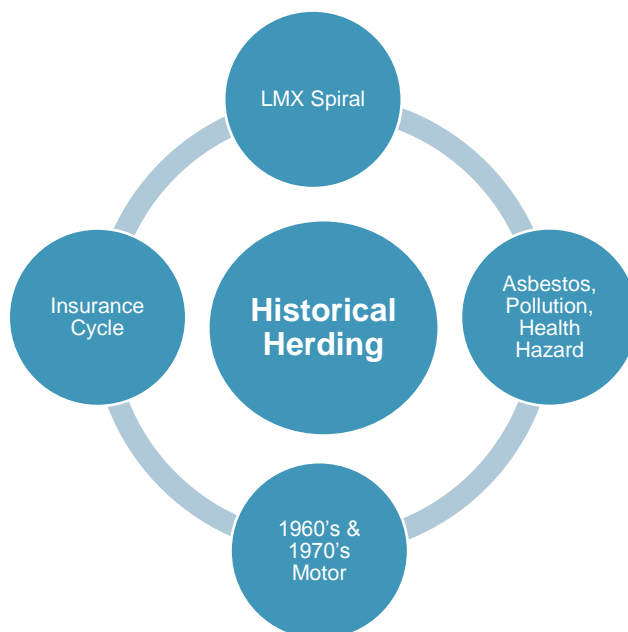 LMX Spiral
Insurance
Cycle
Historical
Herding
Asbestos,
Pollution,
Health
Hazard
1960’s &
1970’s
Motor